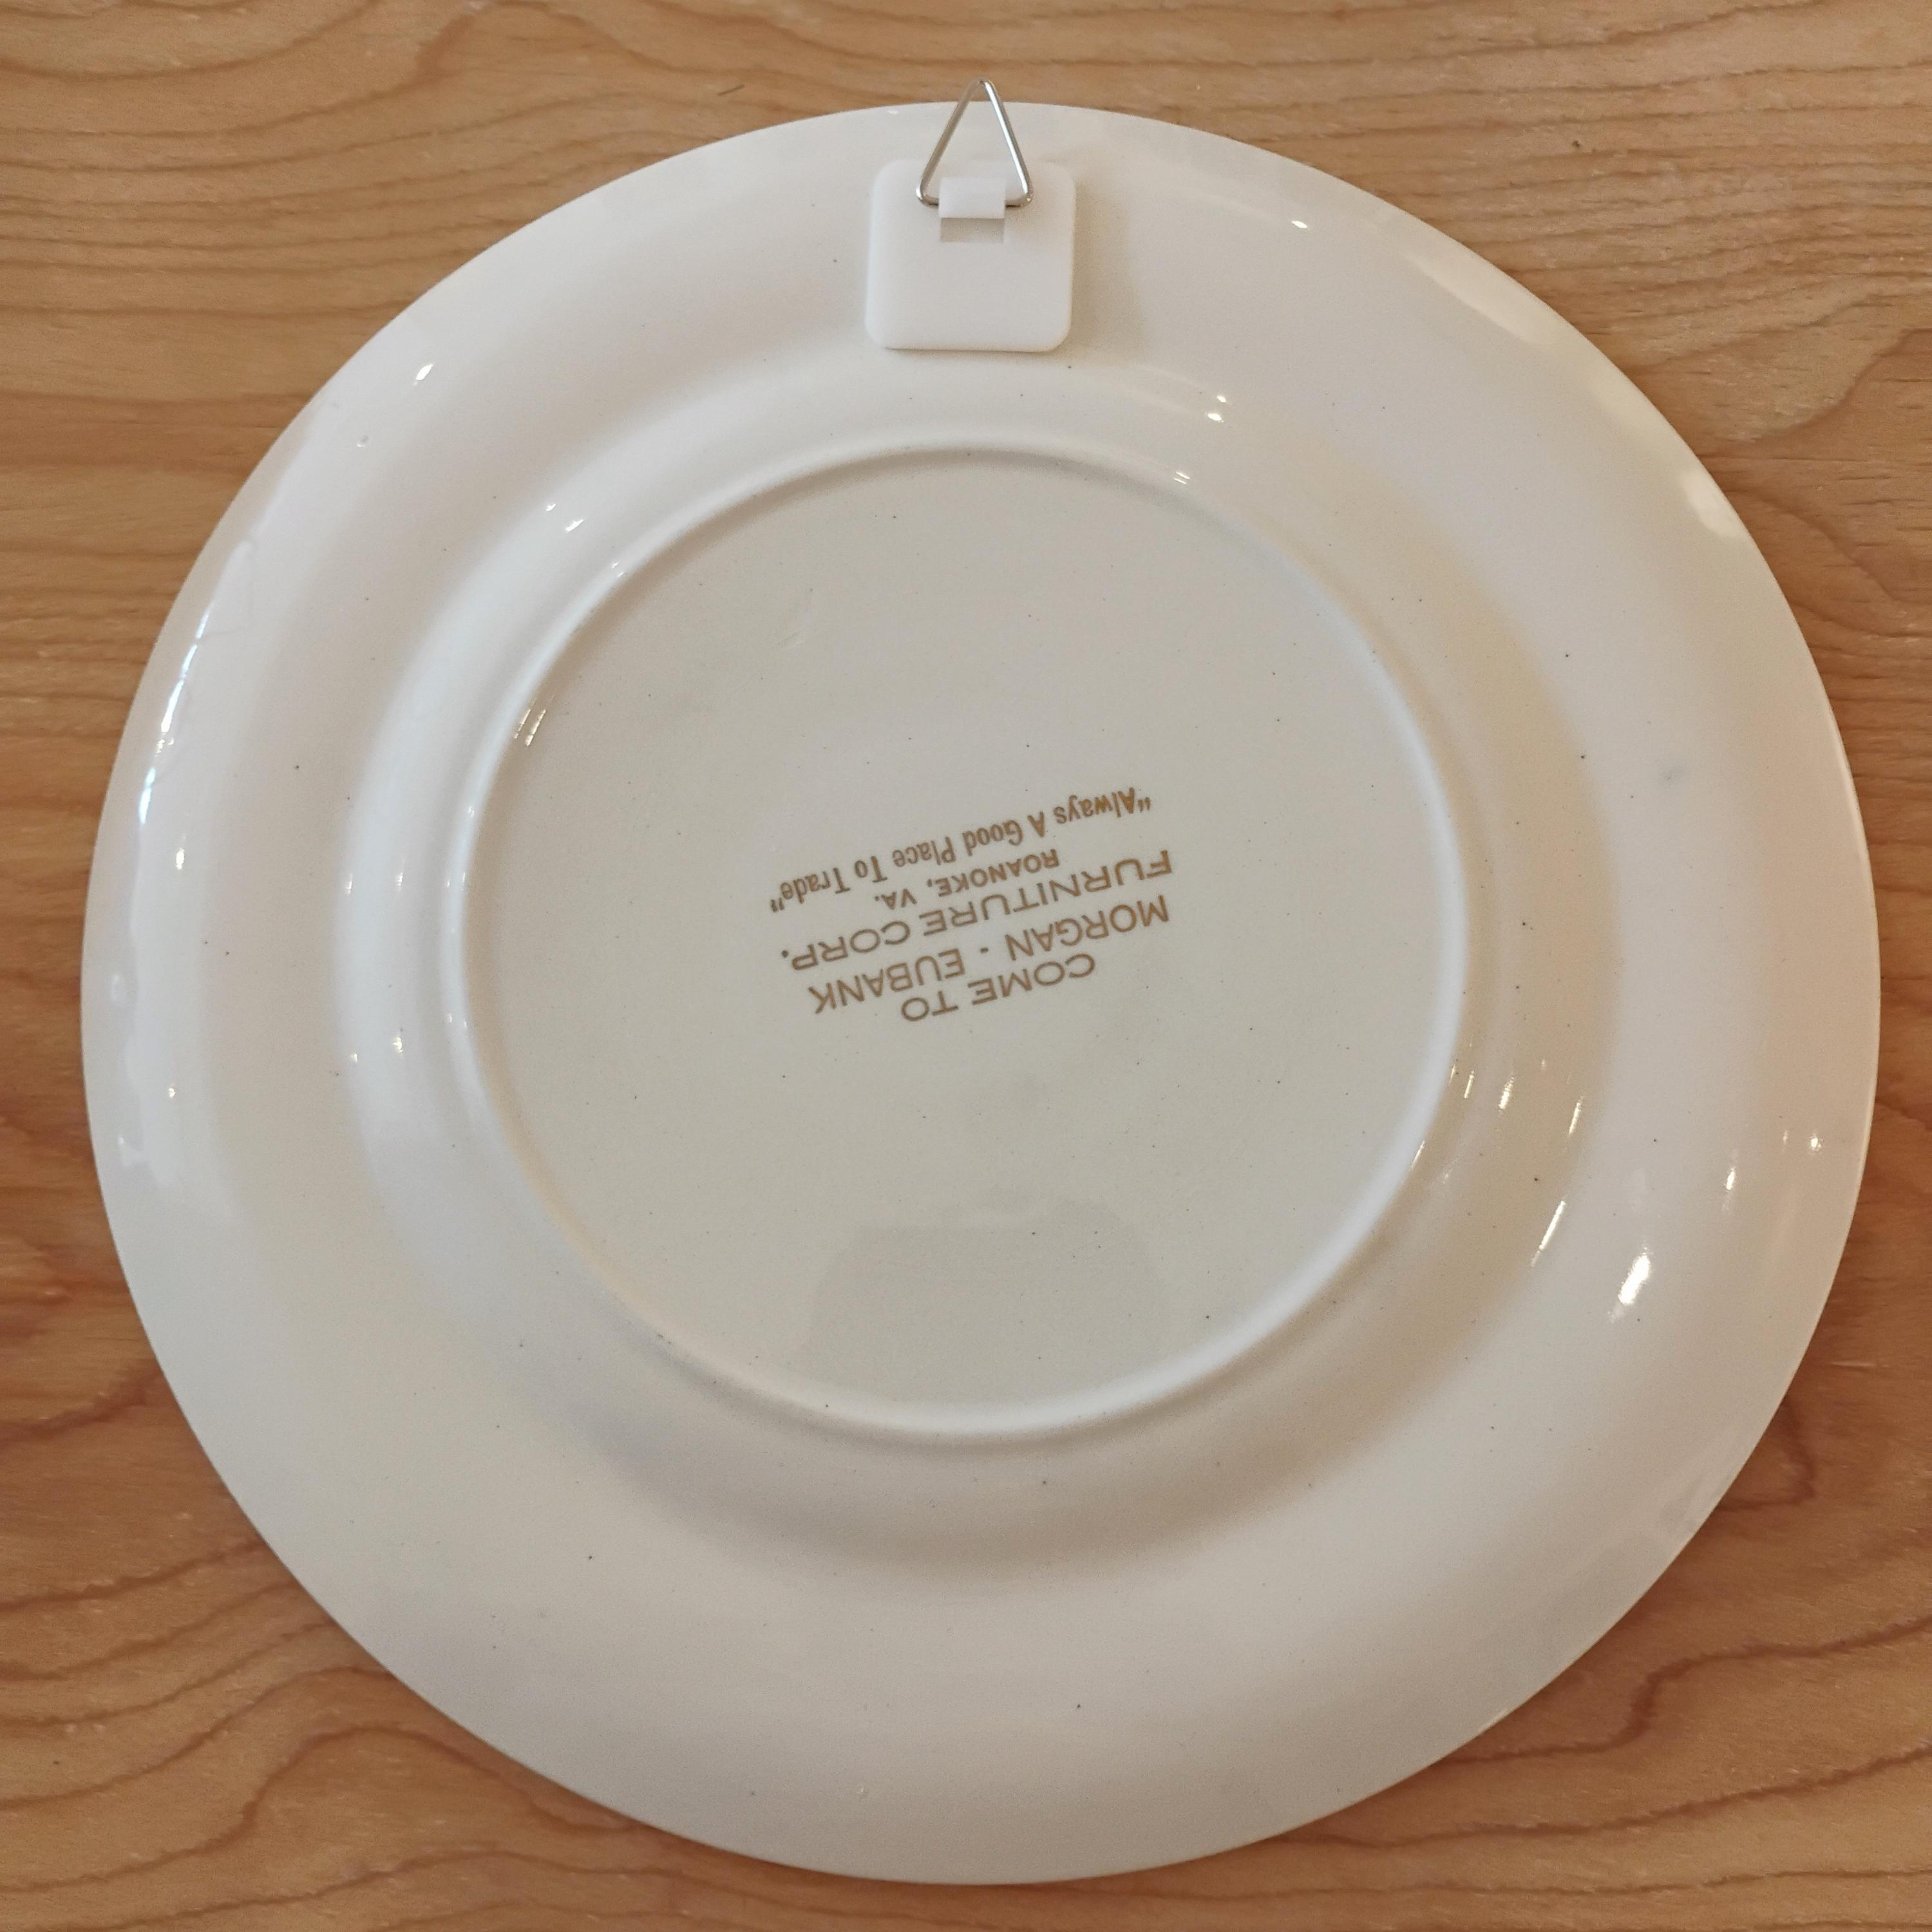 COME TO
MORGAN - EUBANK
FURNITURE CORP.
ROANOKE, VA.
"Always A Good Place To Trade"